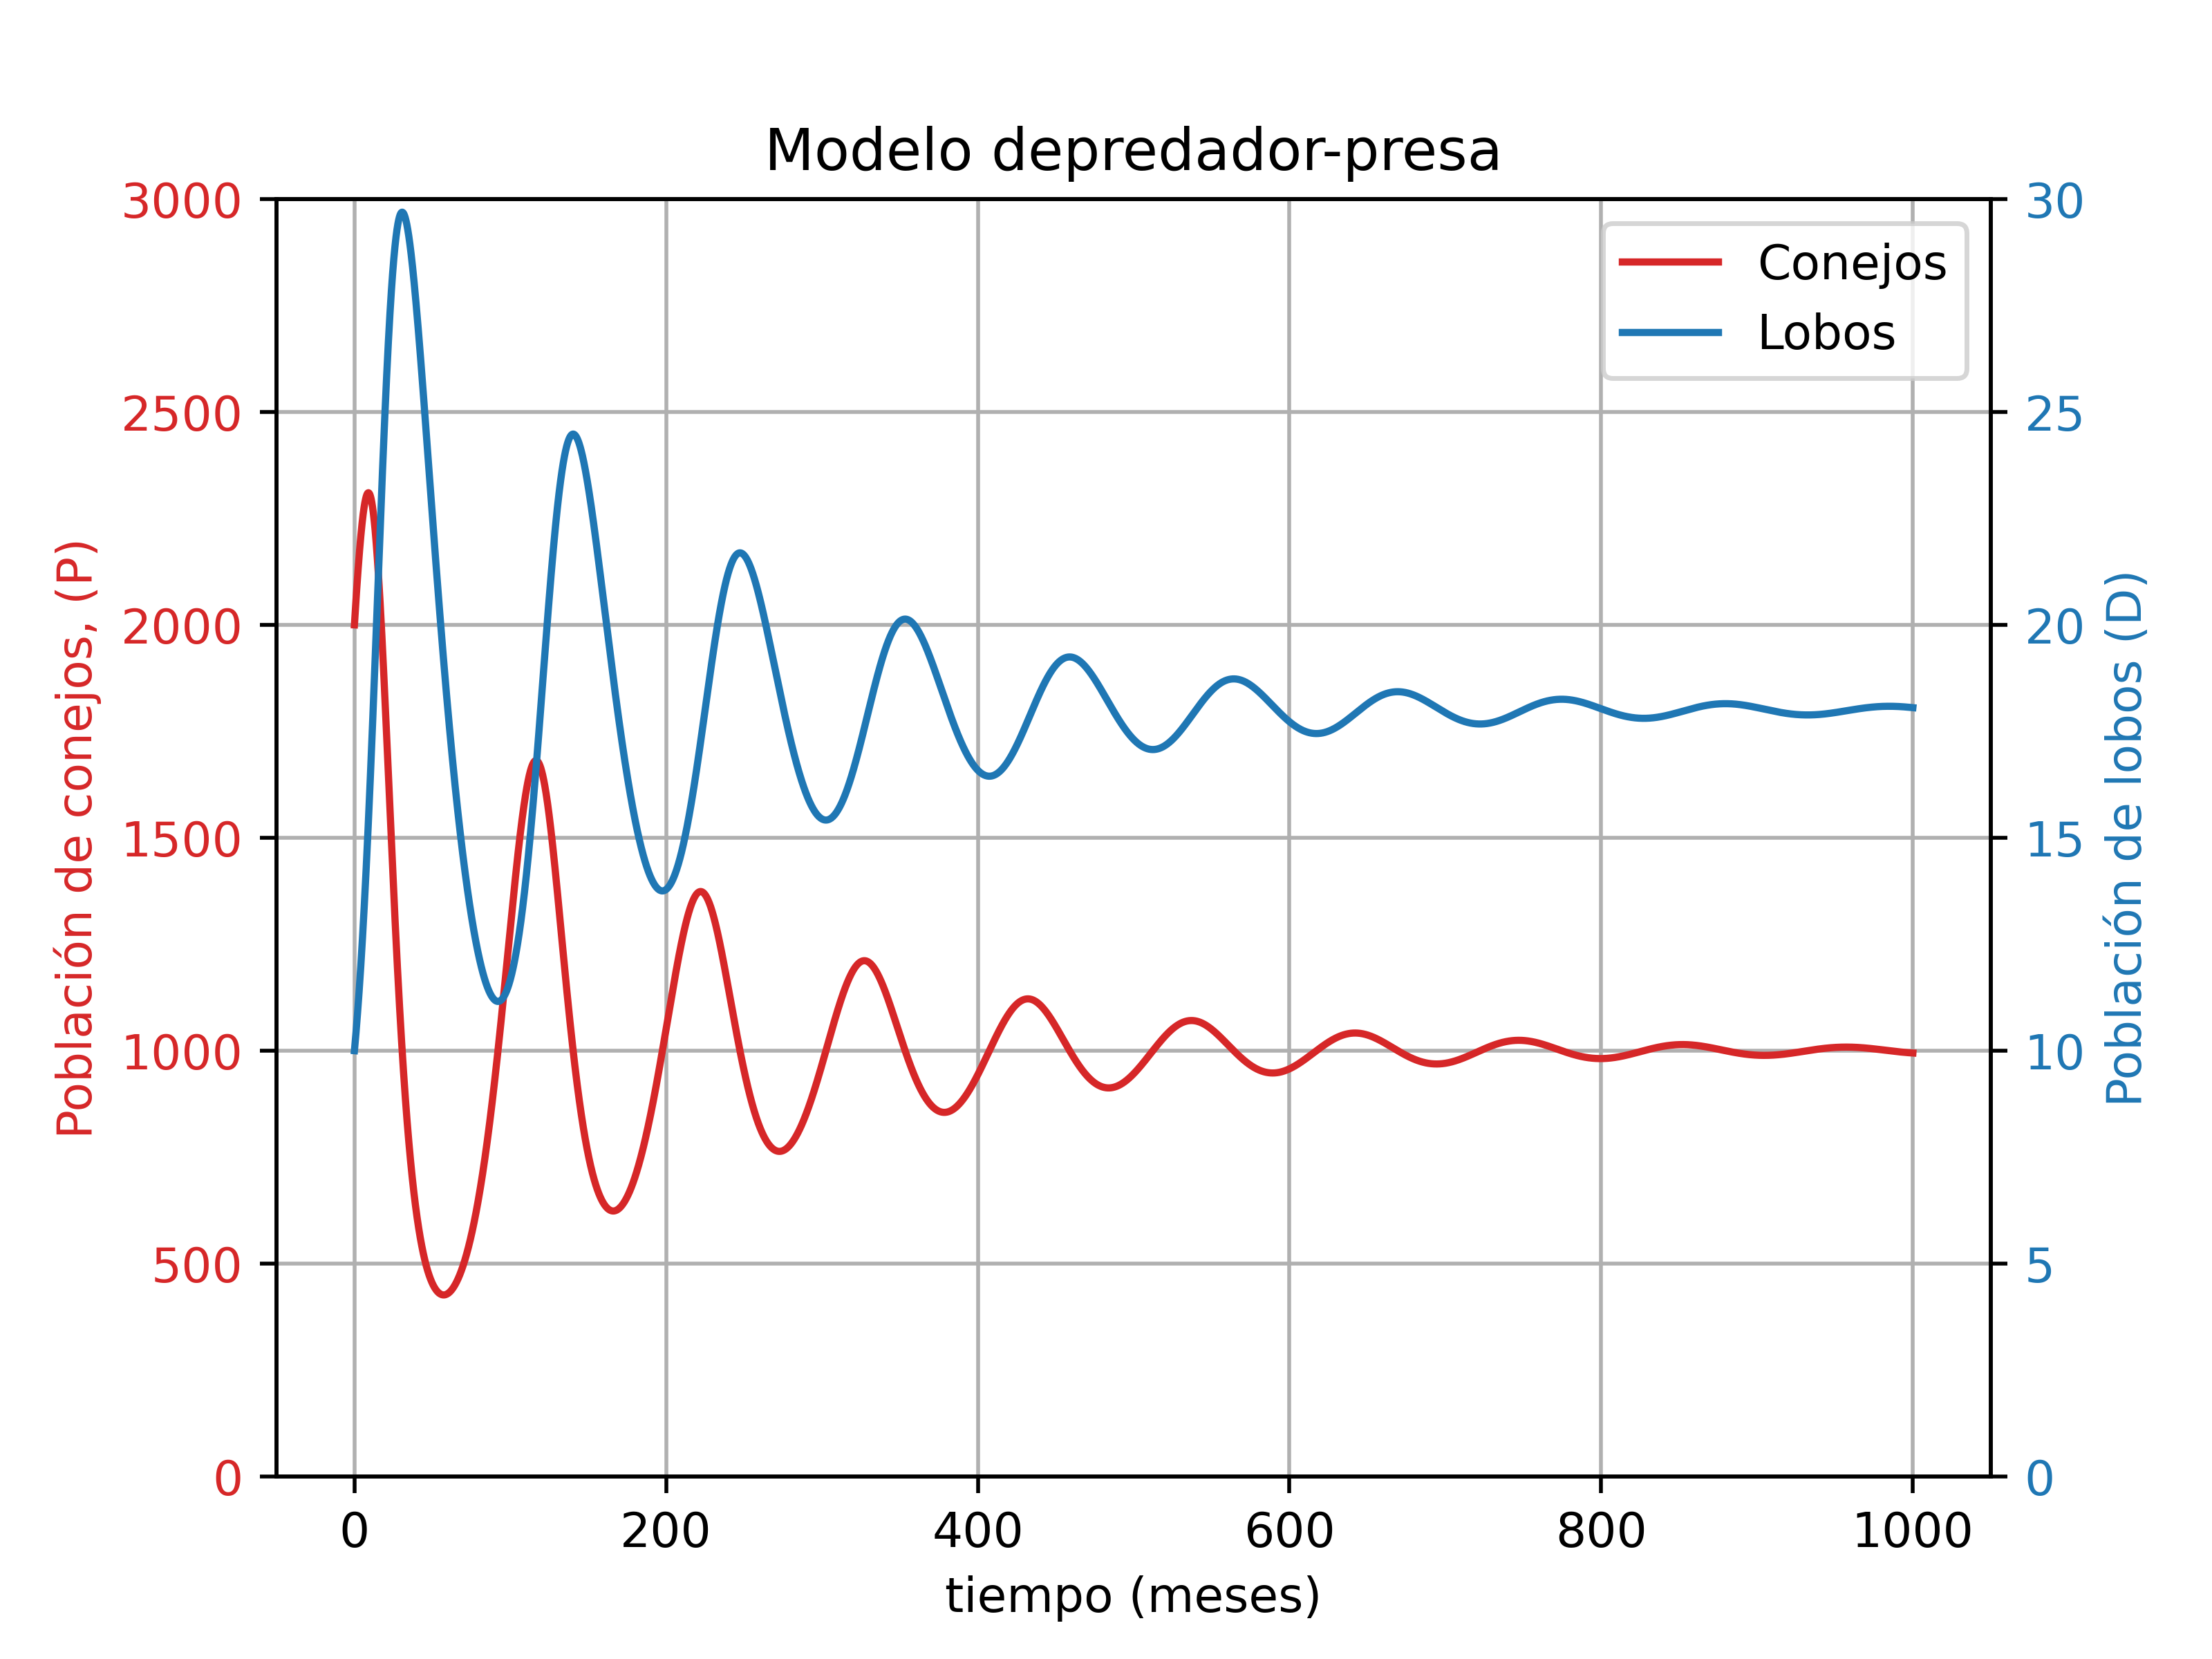 Modelo depredador-presa
3000
2500
2000
1500
1000
500
0
Población de conejos, (P)
30
25
20
15
10
5
0
Población de lobos (D)
Conejos
Lobos
0 200 400 600 800 1000
tiempo (meses)